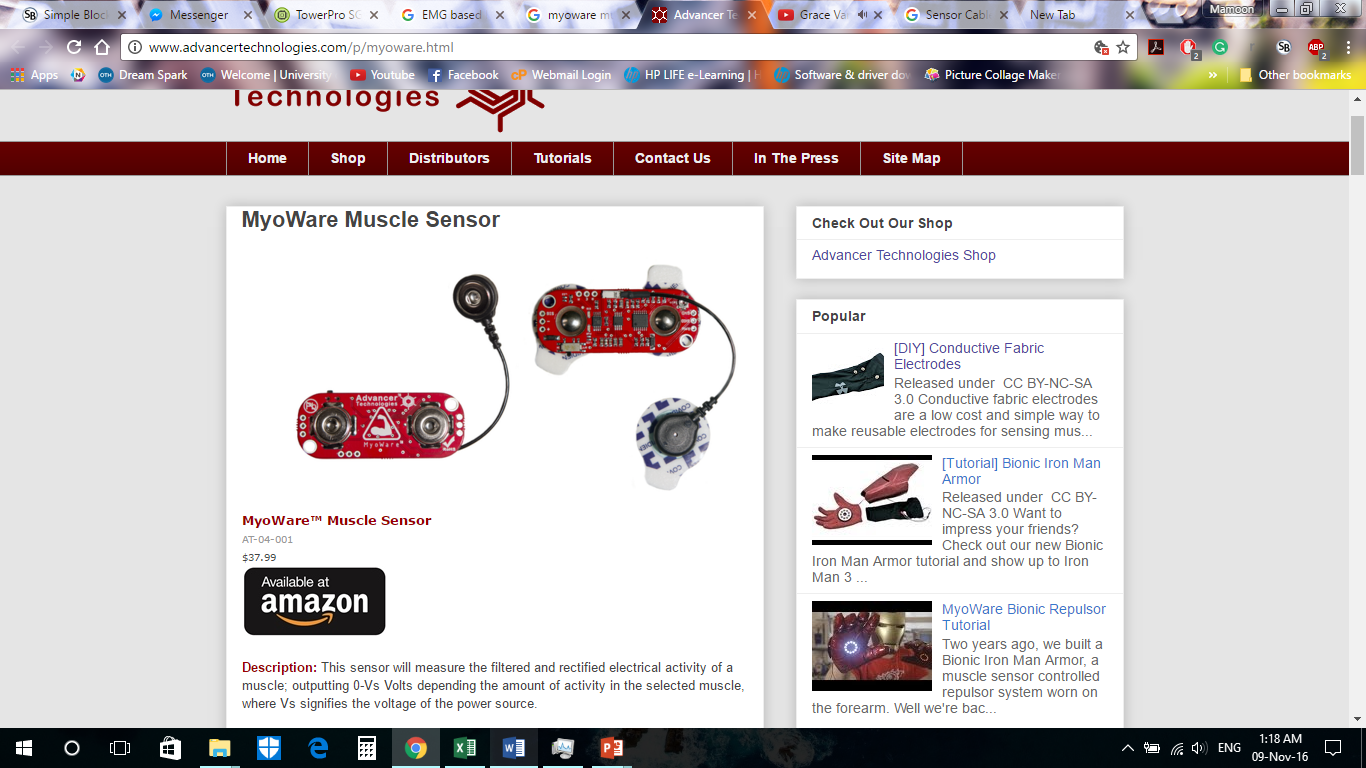 Simple Block
Messenger
TowerPro SG
EMG based
myoware m
Advancer Te
Grace Va
Sensor Cabl
New Tab
Mamoon
www.advancertechnologies.com/p/myoware.html
Apps
Dream Spark
Welcome | University
Youtube
Facebook
Webmail Login
HP LIFE e-Learning | H
Software & driver dow
Picture Collage Maker
»
Other bookmarks
Technologies
Home
Shop
Distributors
Tutorials
Contact Us
In The Press
Site Map
MyoWare Muscle Sensor
Advancer
Technologies
MyoWare
MyoWare™ Muscle Sensor
AT-04-001
$37.99
Available at
amazon
Description: This sensor will measure the filtered and rectified electrical activity of a
muscle; outputting 0-Vs Volts depending the amount of activity in the selected muscle,
where Vs signifies the voltage of the power source.
Check Out Our Shop
Advancer Technologies Shop
Popular
[DIY] Conductive Fabric
Electrodes
Released under CC BY-NC-SA
3.0 Conductive fabric electrodes
are a low cost and simple way to
make reusable electrodes for sensing mus...
[Tutorial] Bionic Iron Man
Armor
Released under CC BY-
NC-SA 3.0 Want to
impress your friends?
Check out our new Bionic
Iron Man Armor tutorial and show up to Iron
Man 3 ...
MyoWare Bionic Repulsor
Tutorial
Two years ago, we built a
Bionic Iron Man Armor, a
muscle sensor controlled
repulsor system worn on
the forearm. Well we're bac...
ENG
1:18 AM
09-Nov-16